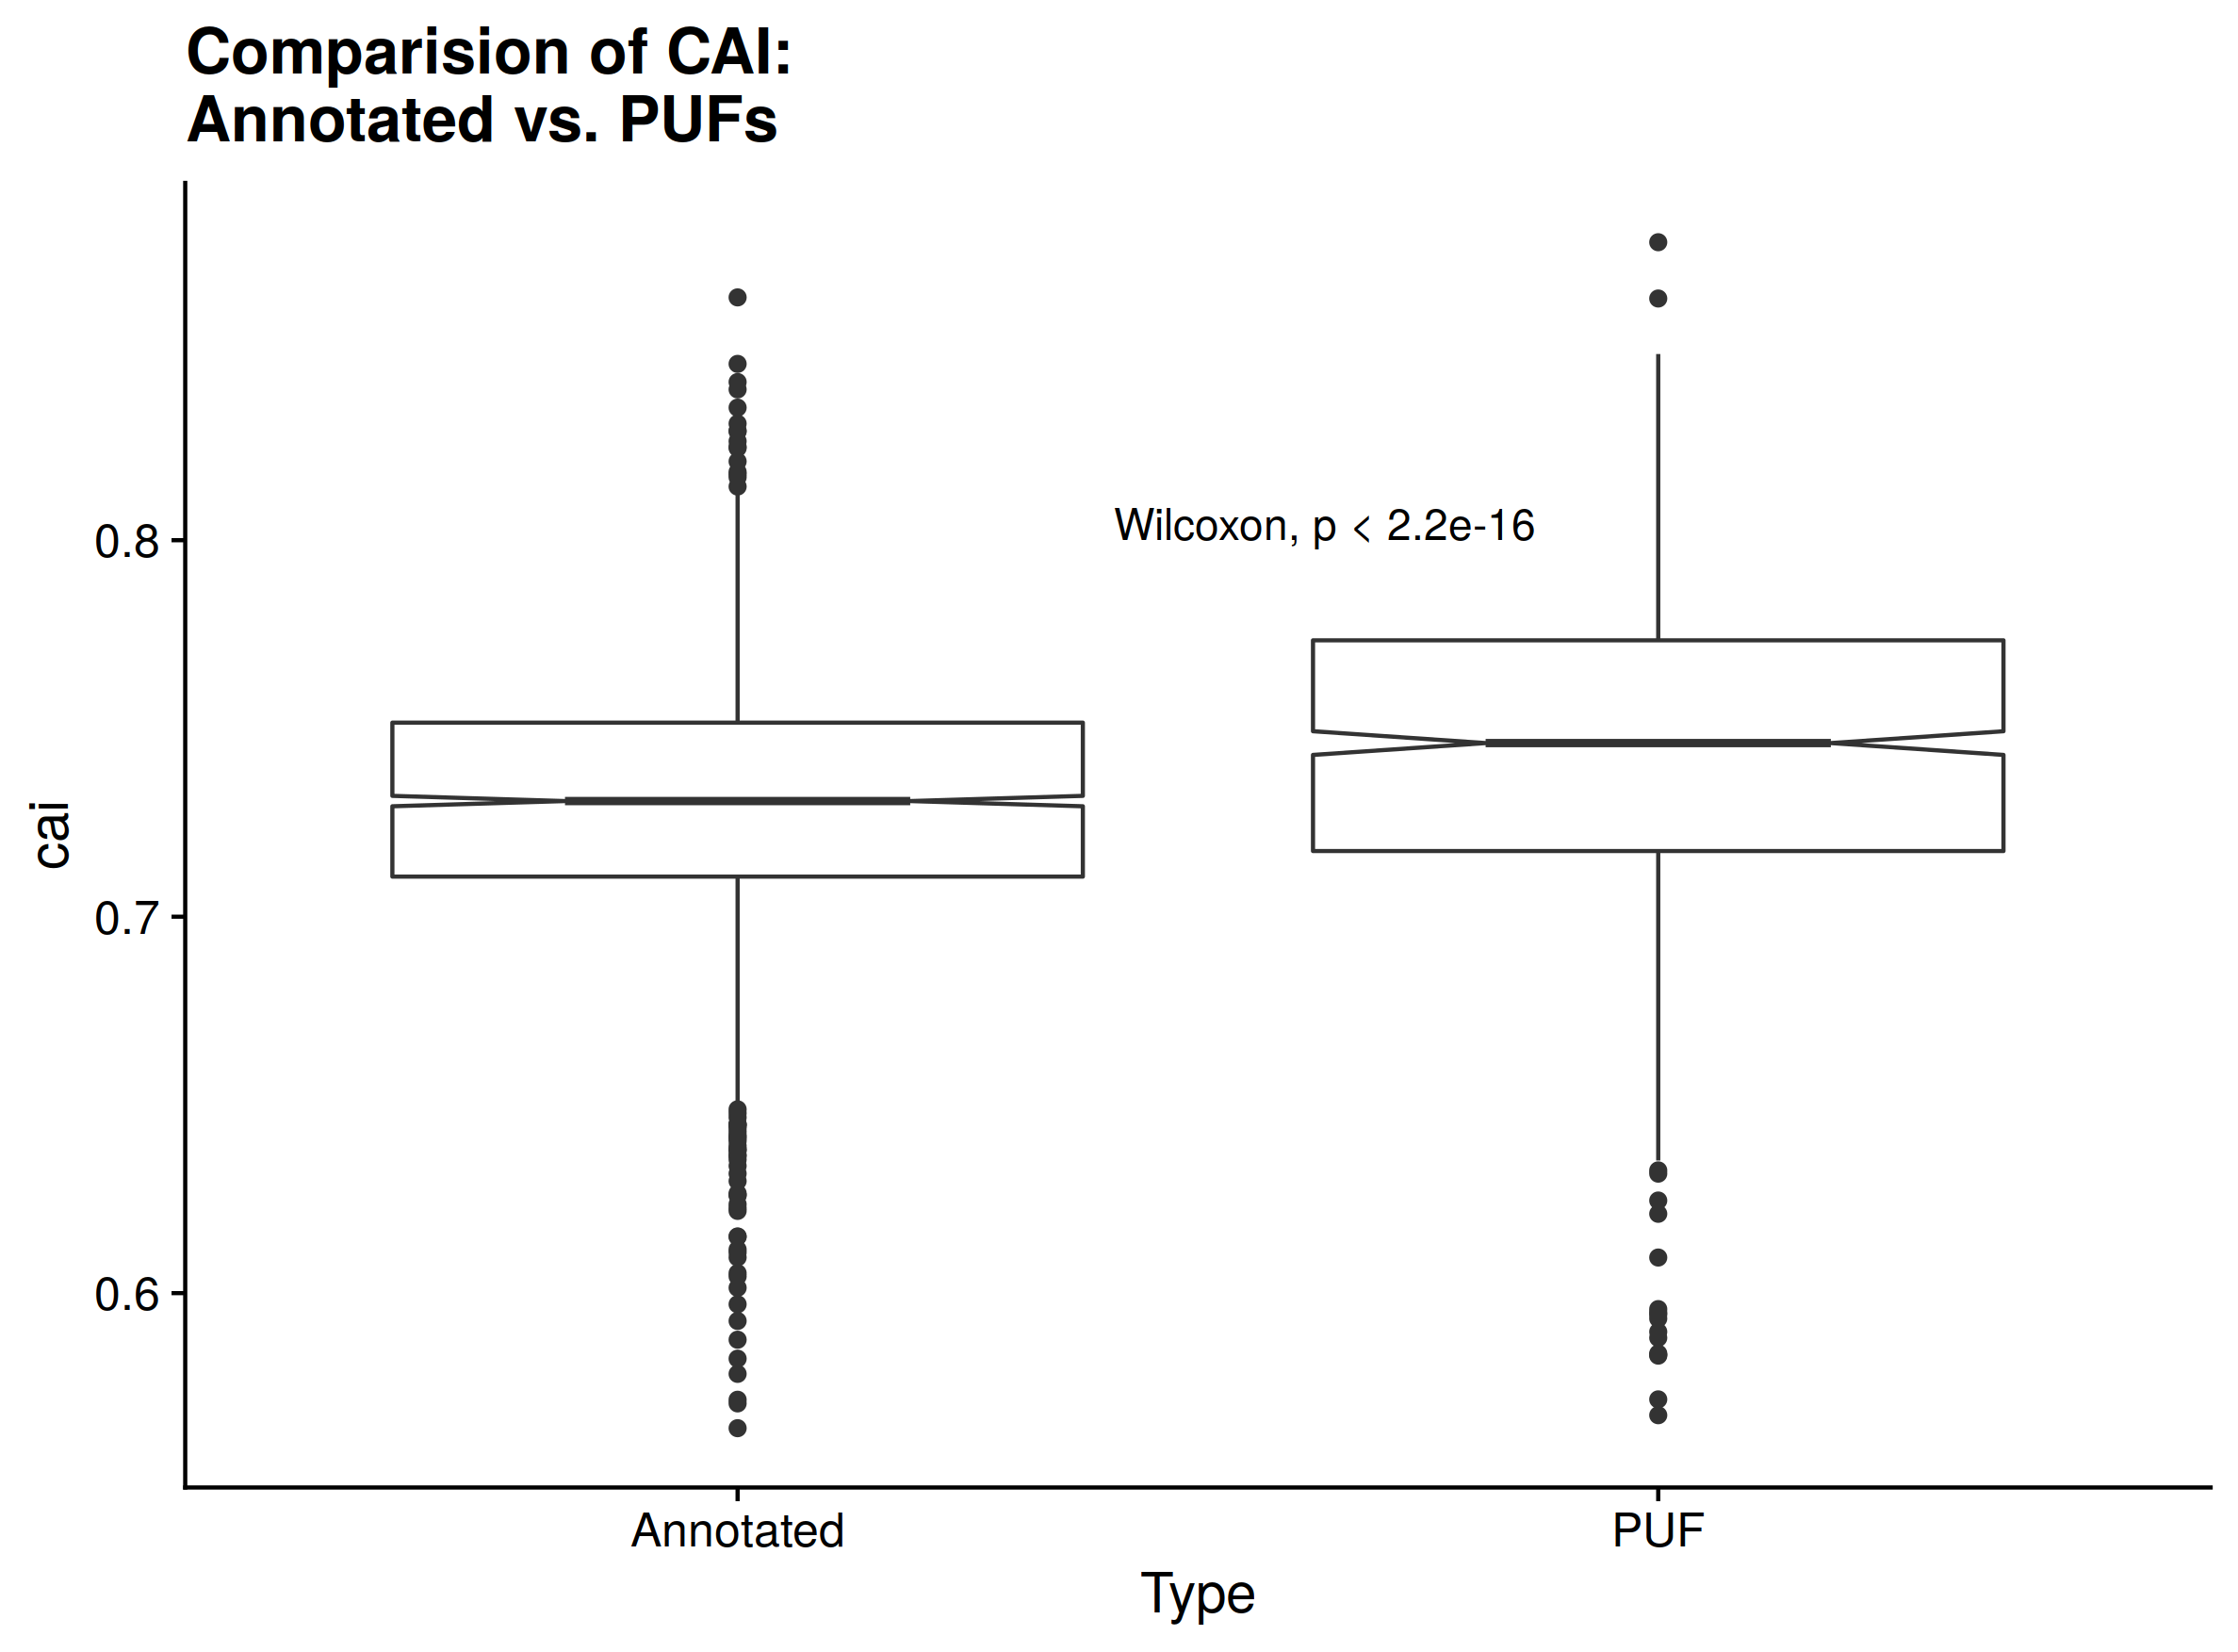 Comparision of CAI:
Annotated vs. PUFs
cai
0.8
0.7
0.6
Wilcoxon, p < 2.2e-16
Annotated
PUF
Type